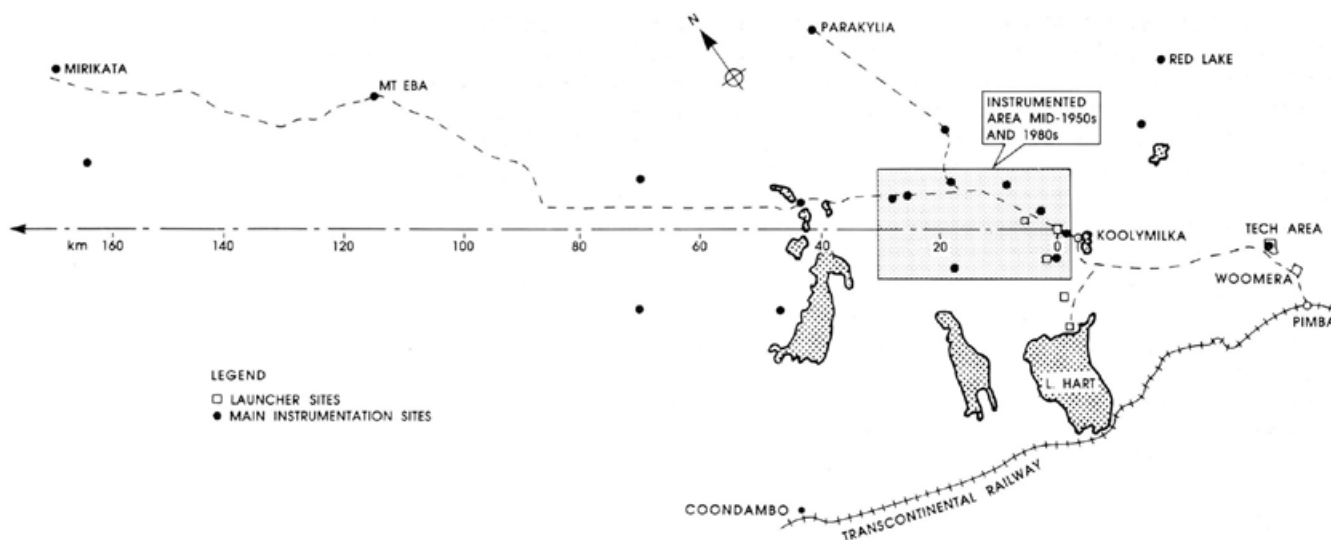 N
PARAKYLIA
RED LAKE
MIRIKATA
MT EBA
INSTRUMENTED
AREA MID-1950s
AND 1980s
KOOLYMILKA
TECH AREA
WOOMERA
PIMBA
km 160 140 120 100 80 60 40 20 0
L. HART
LEGEND
LAUNCHER SITES
MAIN INSTRUMENTATION SITES
COONDAMBO
TRANSCONTINENTAL RAILWAY